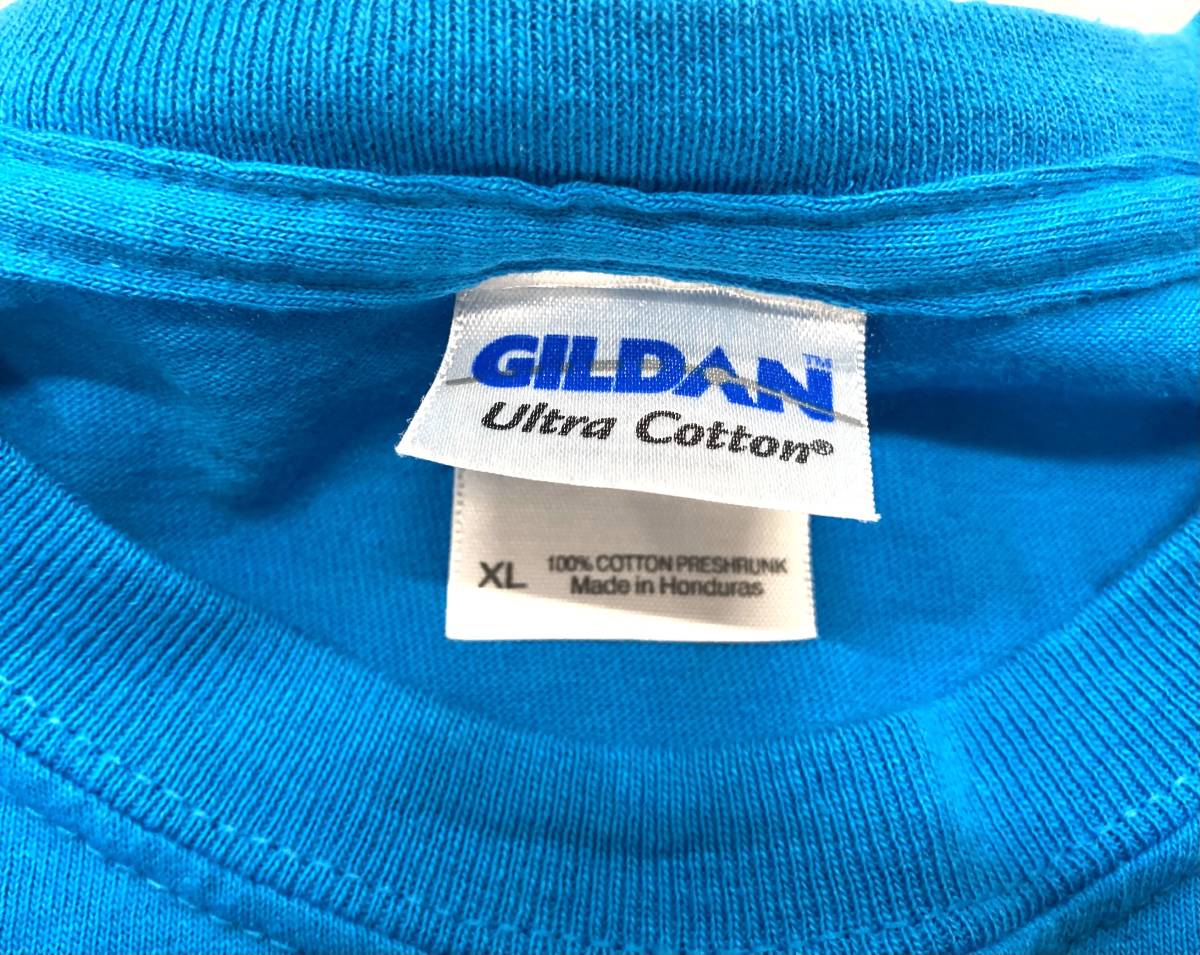 GILDAN™
Ultra Cotton®
XL
100% COTTON PRESHRUNK
Made in Honduras